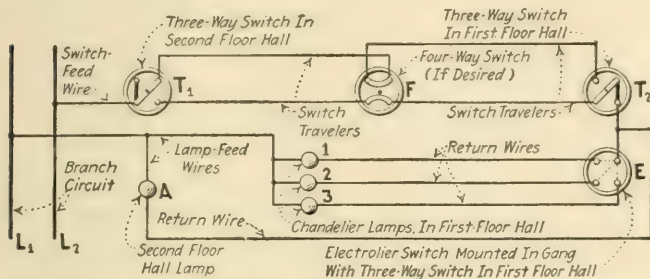 Three-Way Switch In
Second Floor Hall
Three-Way Switch
In First Floor Hall
Switch-
Feed
Wire
T1
F
Four-Way Switch
(If Desired)
T2
Switch
Travelers
Switch Travelers
Lamp-Feed
Wires
Return Wires
Branch
Circuit
A
1
2
3
E
Chandelier Lamps, In First Floor Hall
Return Wire
L1
L2
Second Floor
Hall Lamp
Electrolier Switch Mounted In Gang
With Three-Way Switch In First Floor Hall